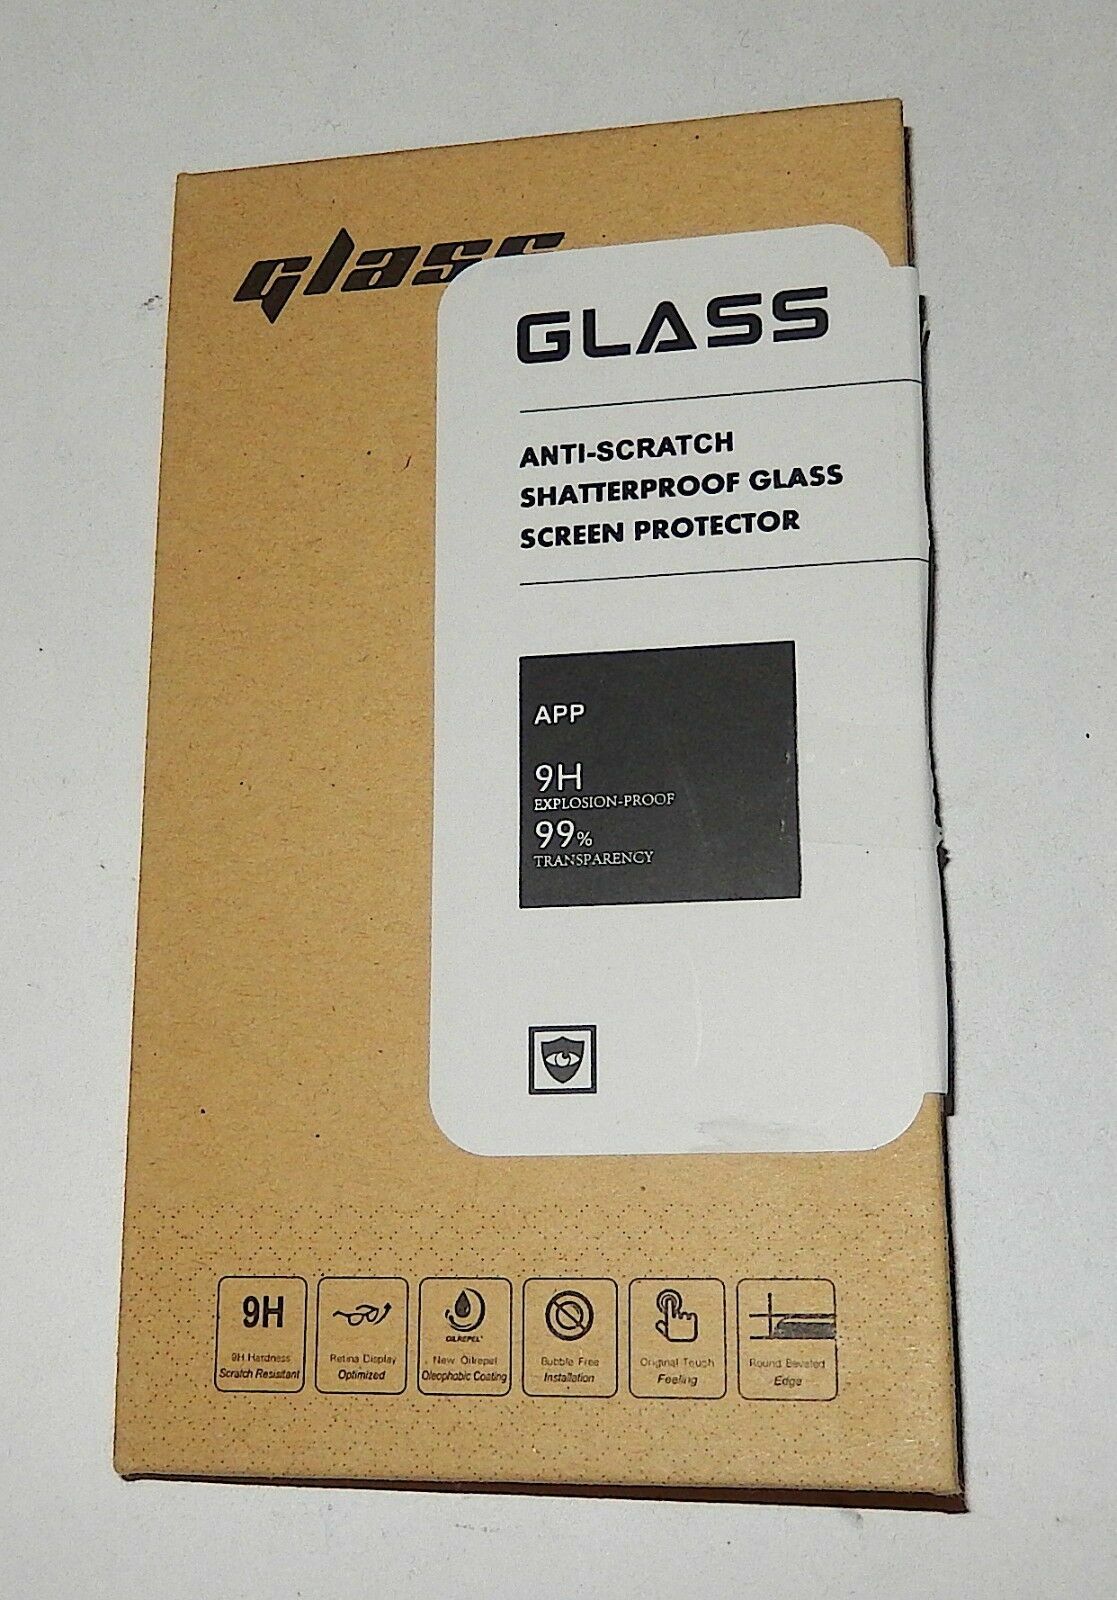 glass
GLASS
ANTI-SCRATCH
SHATTERPROOF GLASS
SCREEN PROTECTOR
APP
9H
EXPLOSION-PROOF
99%
TRANSPARENCY
9H
9H Hardness
Scratch Resisitant
Retina Display
Optimized
OILREPEL
New Oilrepel
Oleophobic Coating
Bubble Free
Installation
Original Touch
Feeling
Round Beveled
Edge